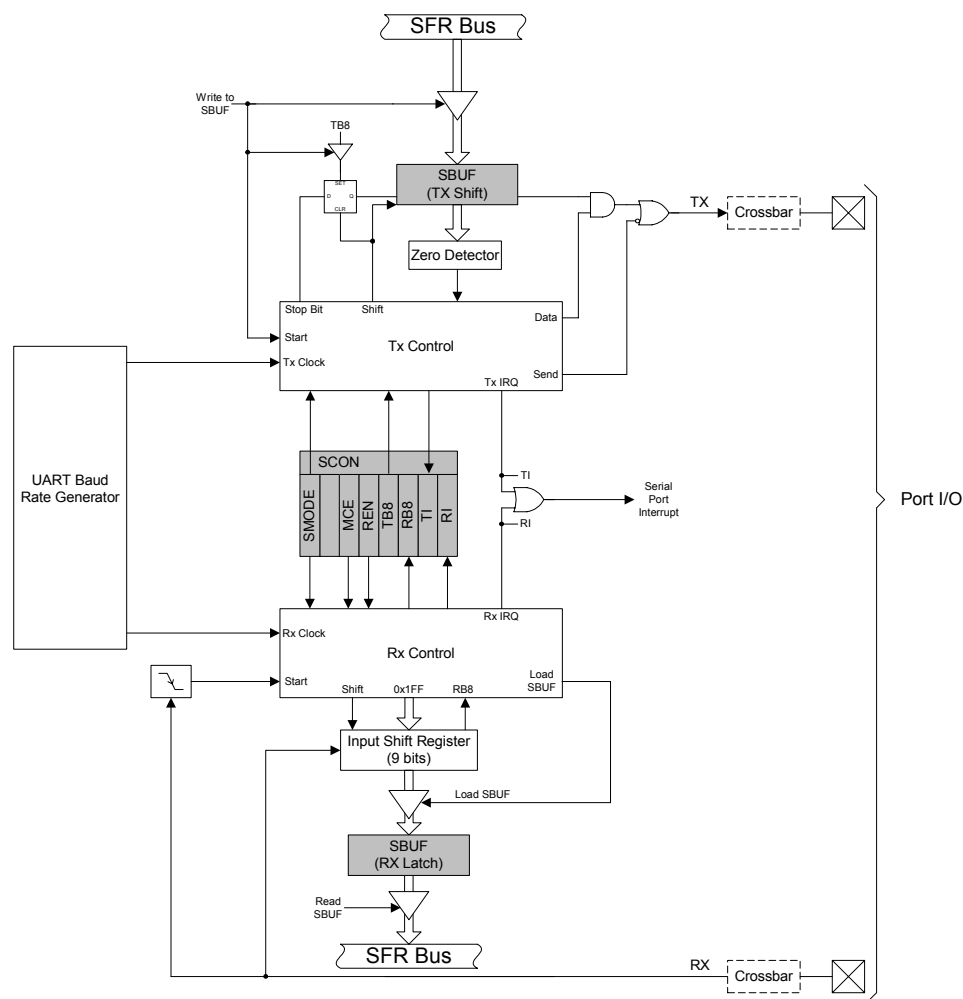 SFR Bus
Write to
SBUF
TB8
SET
D Q
CLR
SBUF
(TX Shift)
Zero Detector
TX
Crossbar
Stop Bit
Shift
Start
Data
Tx Control
Tx Clock
Send
Tx IRQ
UART Baud
Rate Generator
SCON
SMODE
MCE
REN
TB8
RB8
TI
RI
TI
Serial
Port
Interrupt
RI
Port I/O
Rx IRQ
Rx Clock
Rx Control
Start
Load
SBUF
Shift
0x1FF
RB8
Input Shift Register
(9 bits)
Load SBUF
SBUF
(RX Latch)
Read
SBUF
SFR Bus
RX
Crossbar